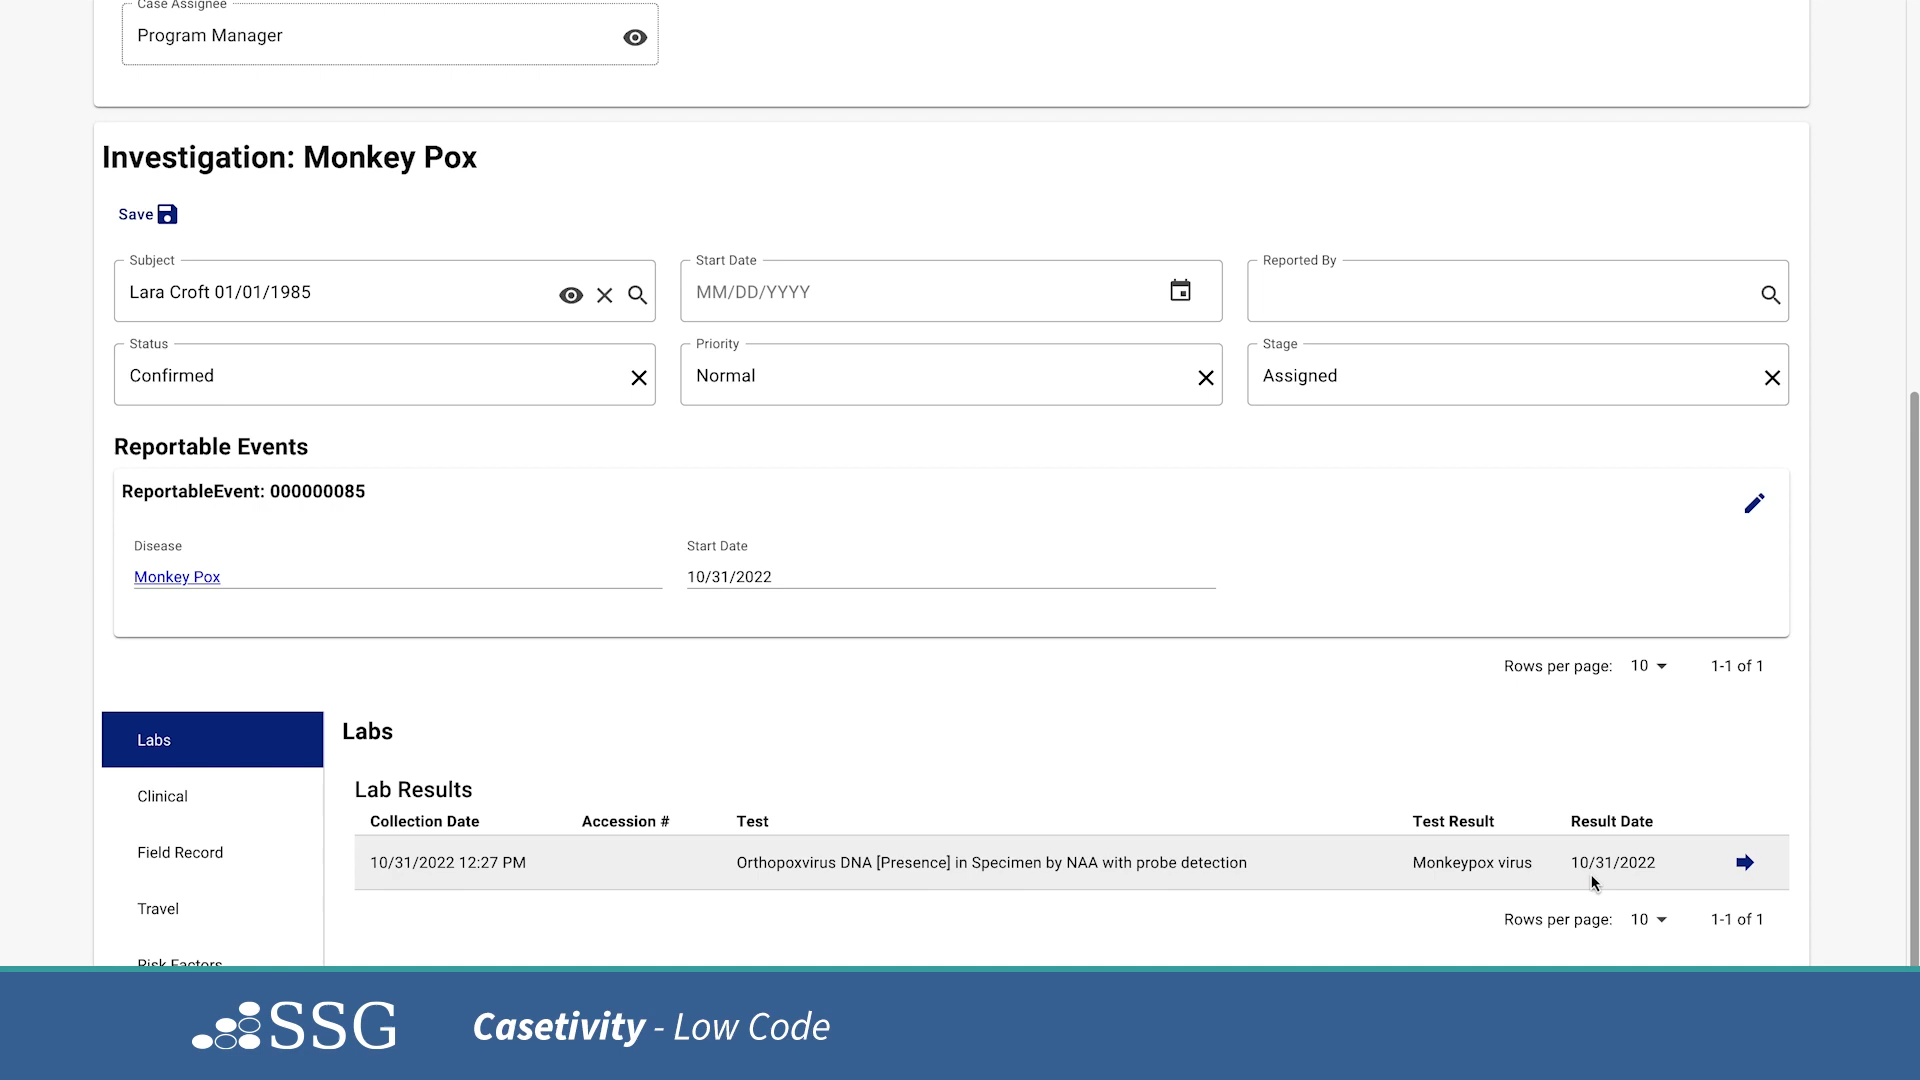 Case Assignee
Program Manager
Investigation: Monkey Pox
Save
Subject
Lara Croft 01/01/1985
Start Date
MM/DD/YYYY
Reported By
Status
Confirmed
Priority
Normal
Stage
Assigned
Reportable Events
ReportableEvent: 000000085
Disease
Start Date
Monkey Pox
10/31/2022
Rows per page: 10 1-1 of 1
Labs
Clinical
Field Record
Travel
Risk Factors
Labs
Lab Results
Collection Date Accession # Test Test Result Result Date
10/31/2022 12:27 PM Orthopoxvirus DNA [Presence] in Specimen by NAA with probe detection Monkeypox virus 10/31/2022
Rows per page: 10 1-1 of 1
SSG Casetivity - Low Code